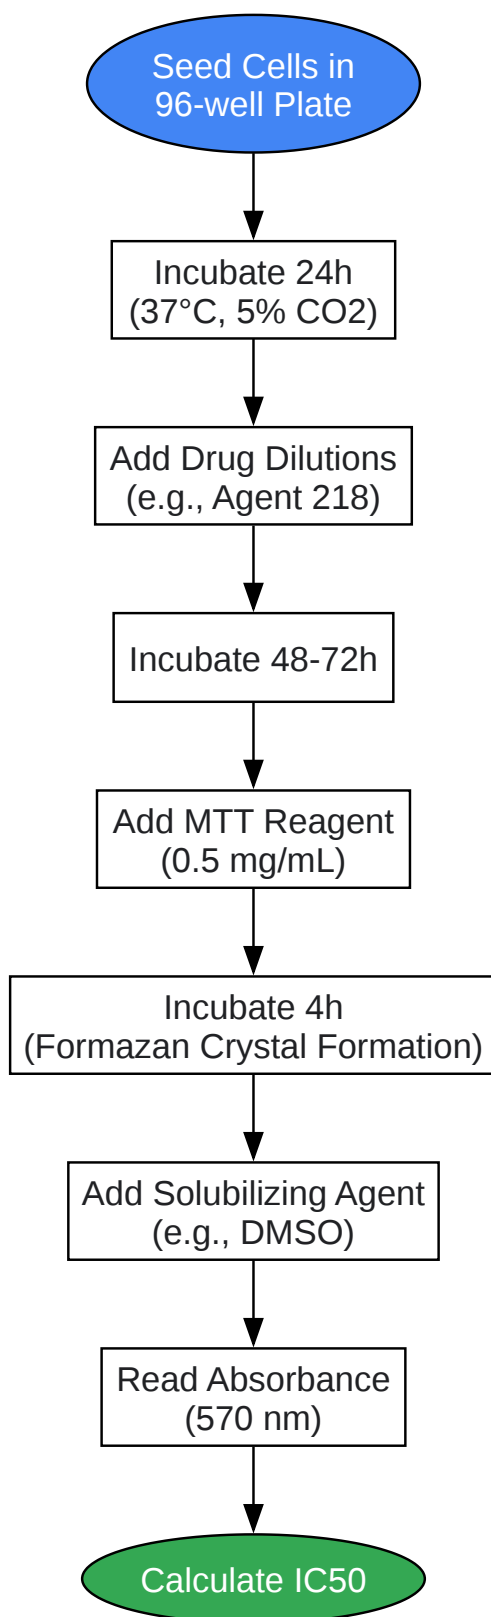 Seed Cells in
96-well Plate
Incubate 24h
(37°C, 5% CO2)
Add Drug Dilutions
(e.g., Agent 218)
Incubate 48-72h
Add MTT Reagent
(0.5 mg/mL)
Incubate 4h
(Formazan Crystal Formation)
Add Solubilizing Agent
(e.g., DMSO)
Read Absorbance
(570 nm)
Calculate IC50